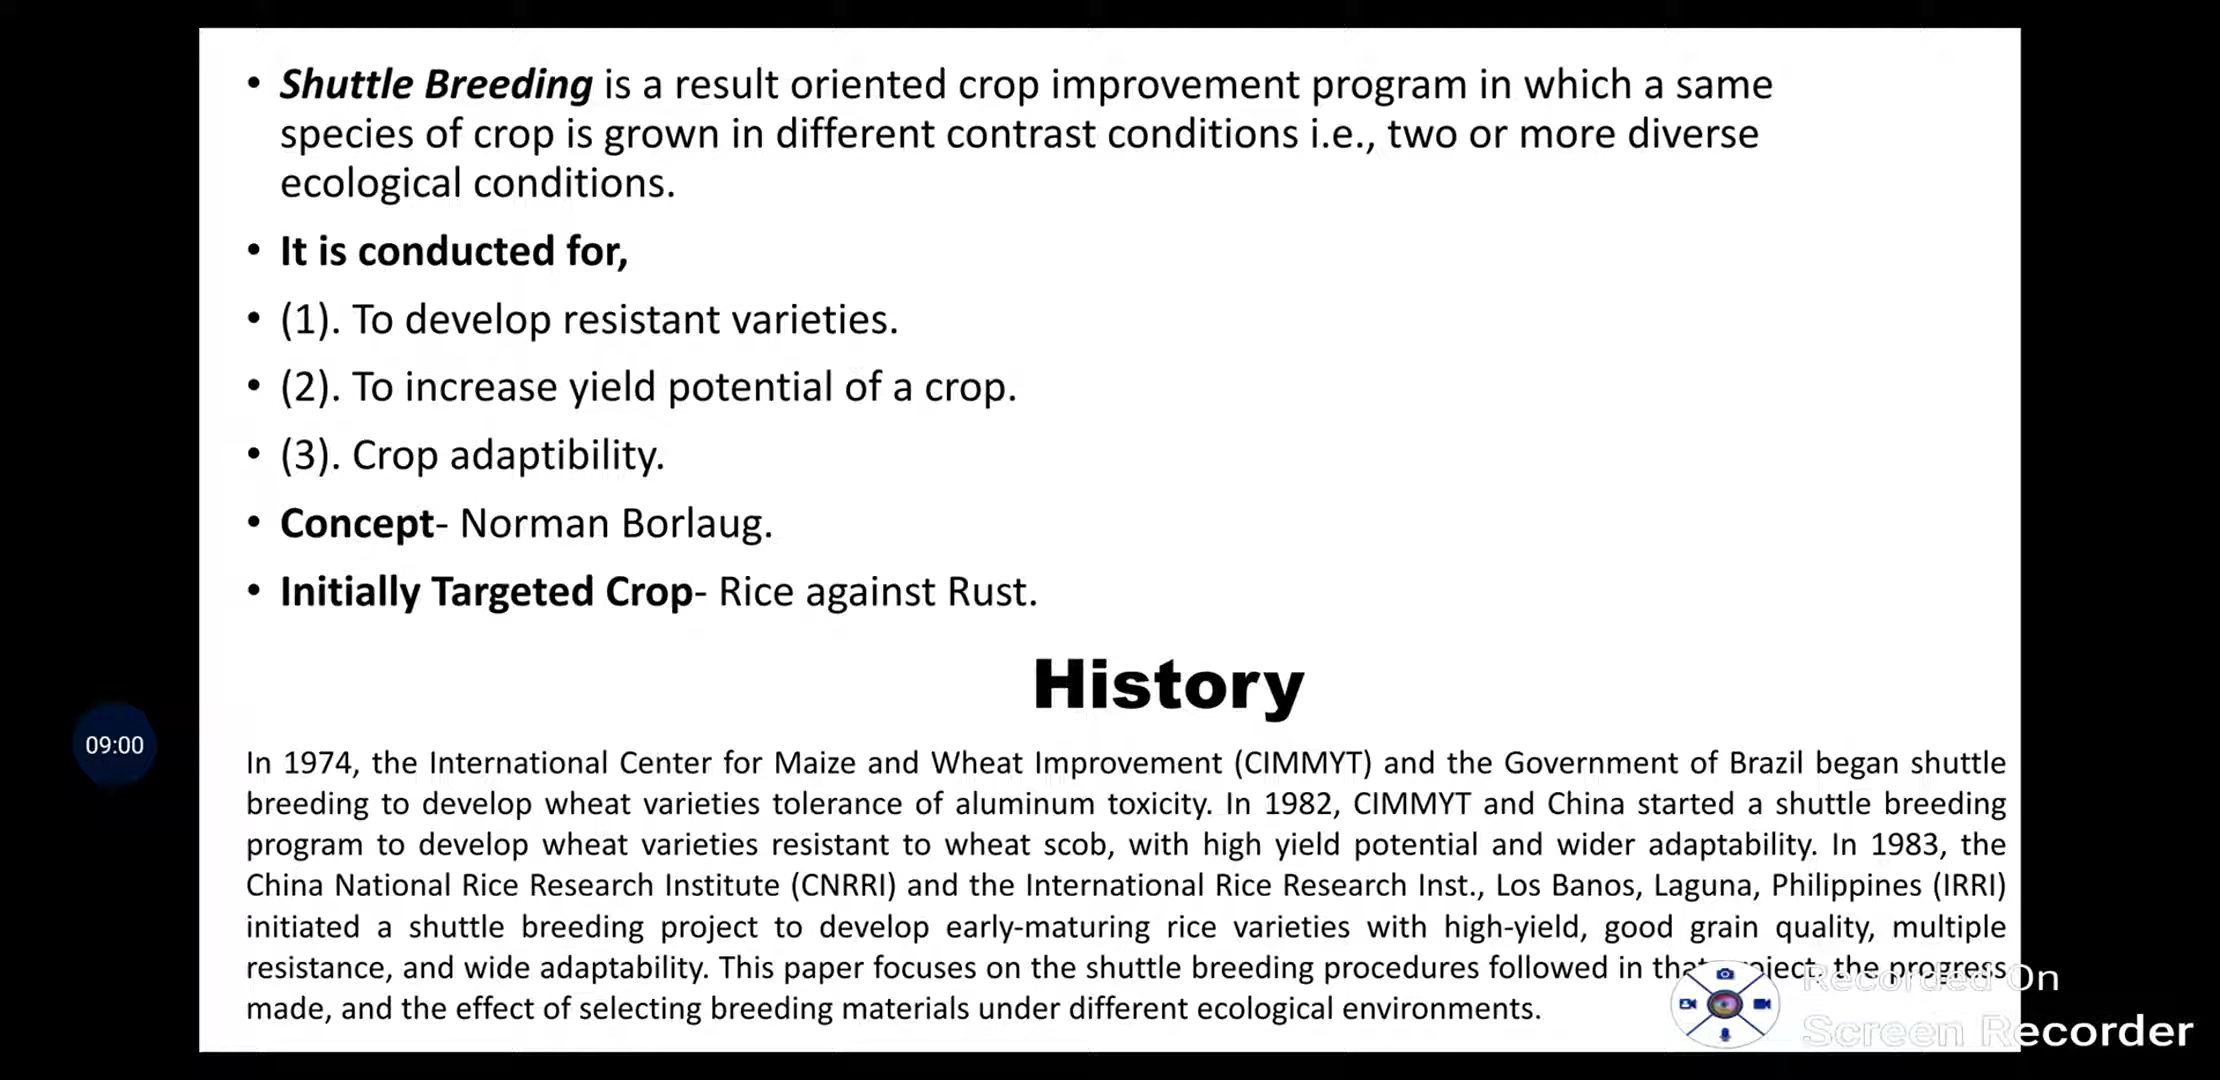 • Shuttle Breeding is a result oriented crop improvement program in which a same
species of crop is grown in different contrast conditions i.e., two or more diverse
ecological conditions.
• It is conducted for,
• (1). To develop resistant varieties.
• (2). To increase yield potential of a crop.
• (3). Crop adaptibility.
• Concept- Norman Borlaug.
• Initially Targeted Crop- Rice against Rust.
History
09:00
In 1974, the International Center for Maize and Wheat Improvement (CIMMYT) and the Government of Brazil began shuttle
breeding to develop wheat varieties tolerance of aluminum toxicity. In 1982, CIMMYT and China started a shuttle breeding
program to develop wheat varieties resistant to wheat scob, with high yield potential and wider adaptability. In 1983, the
China National Rice Research Institute (CNRRI) and the International Rice Research Inst., Los Banos, Laguna, Philippines (IRRI)
initiated a shuttle breeding project to develop early-maturing rice varieties with high-yield, good grain quality, multiple
resistance, and wide adaptability. This paper focuses on the shuttle breeding procedures followed in the progress
made, and the effect of selecting breeding materials under different ecological environments.
Recorded On
Screen Recorder